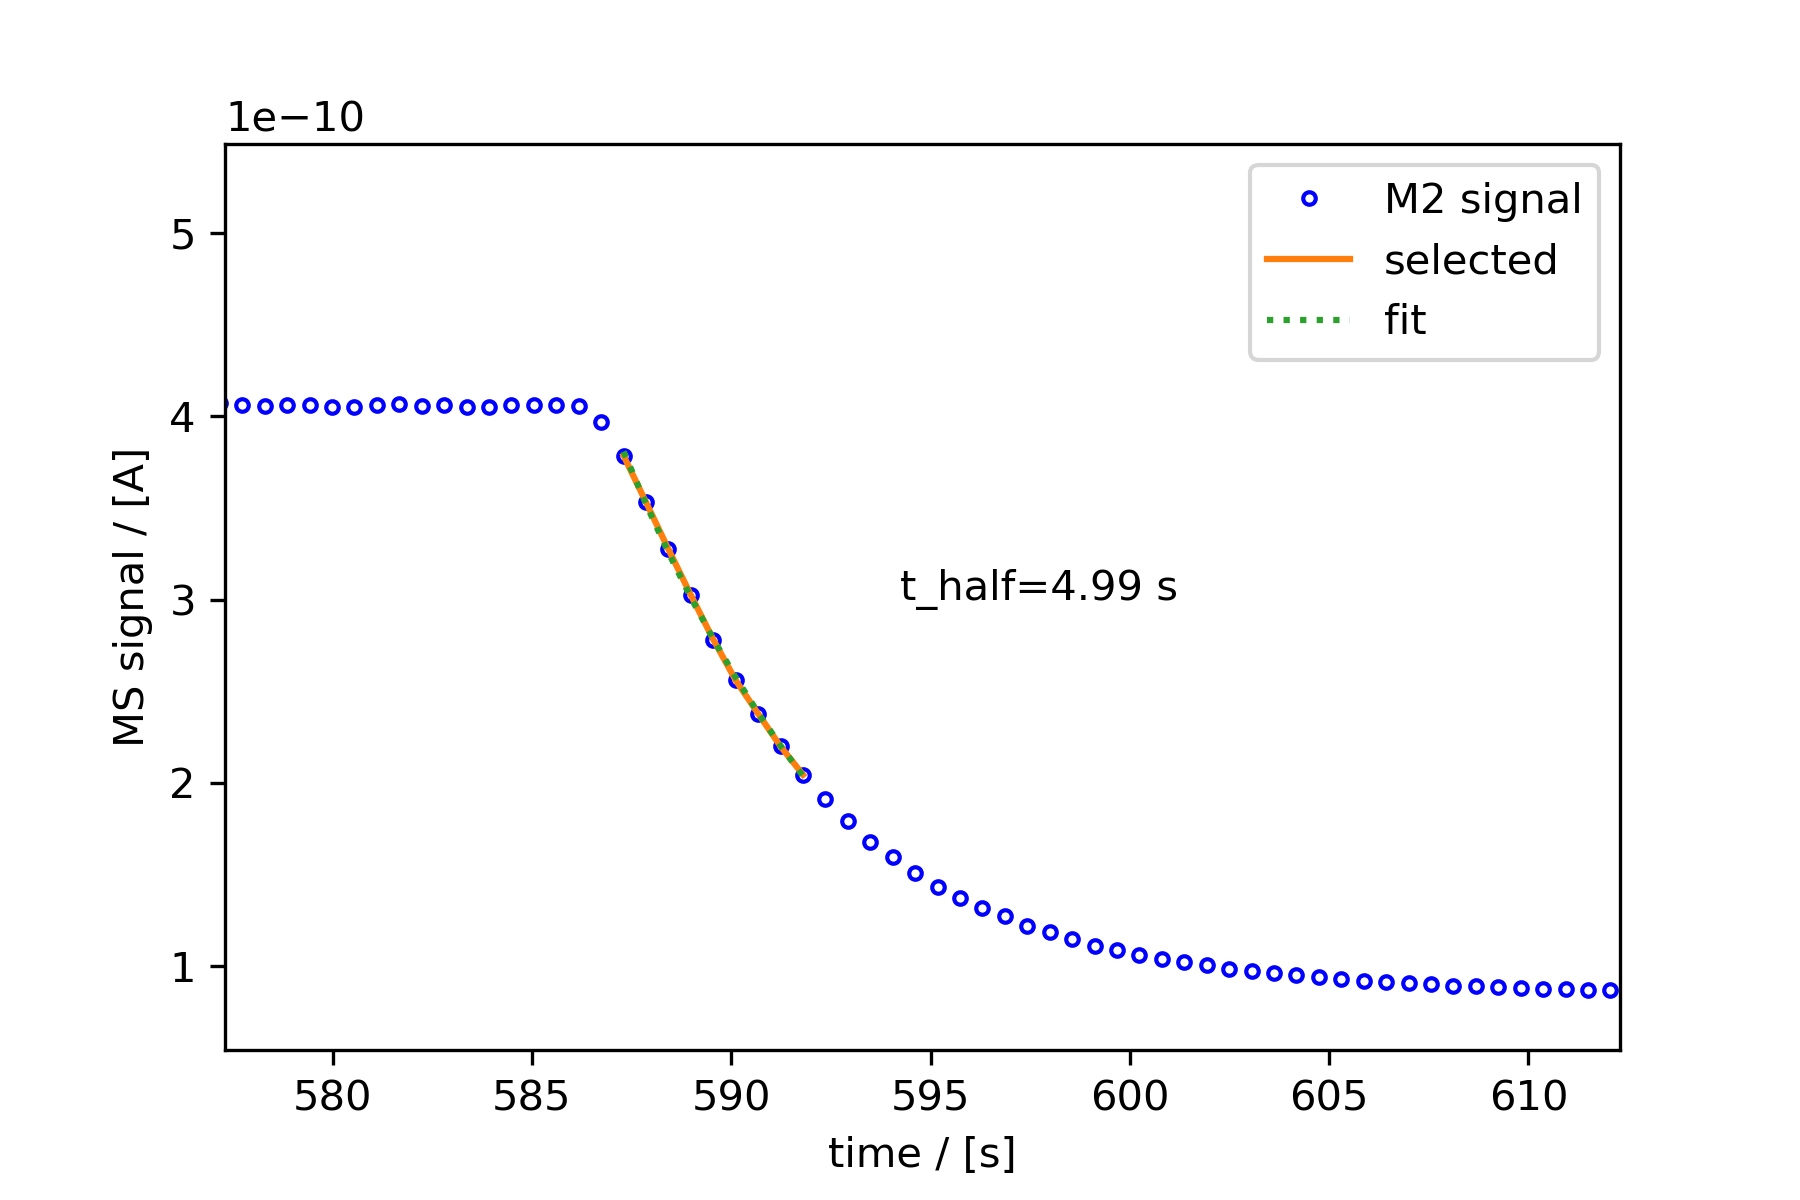 1e−10
5
4
3
2
1
MS signal / [A]
M2 signal
selected
fit
t_half=4.99 s
580 585 590 595 600 605 610
time / [s]